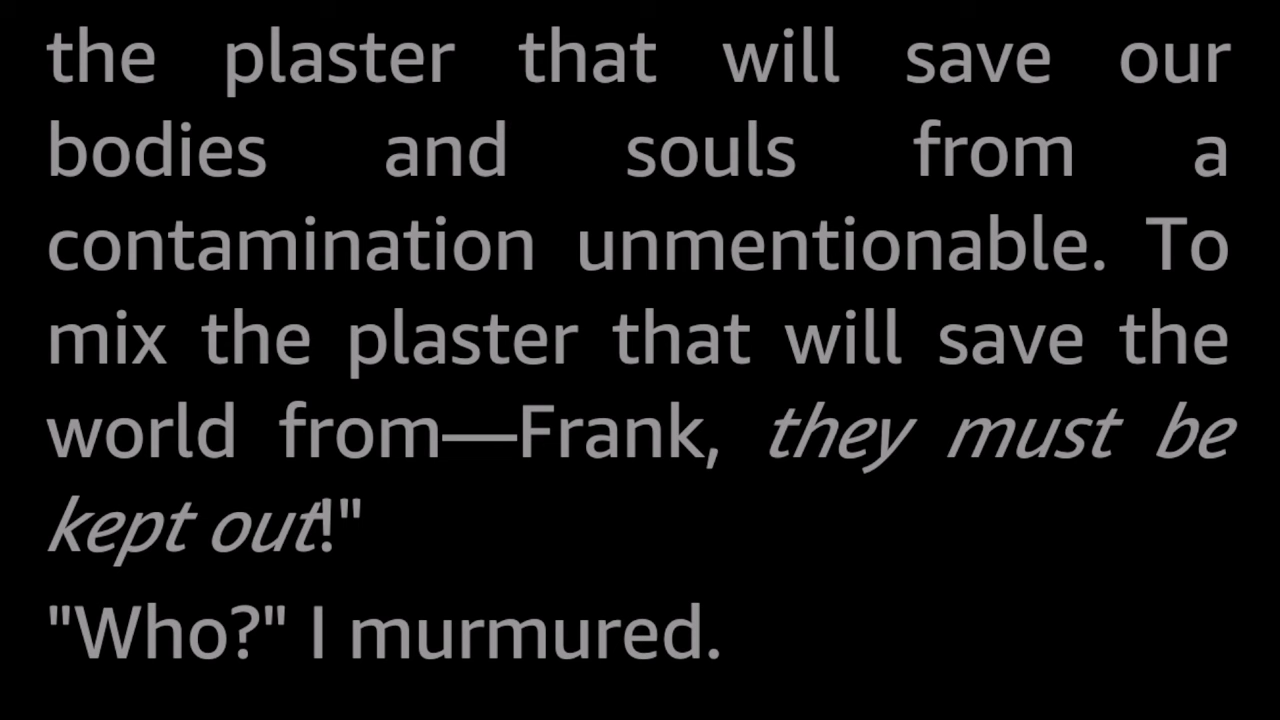 the plaster that will save our
bodies and souls from a
contamination unmentionable. To
mix the plaster that will save the
world from—Frank, they must be
kept out!"
"Who?" I murmured.